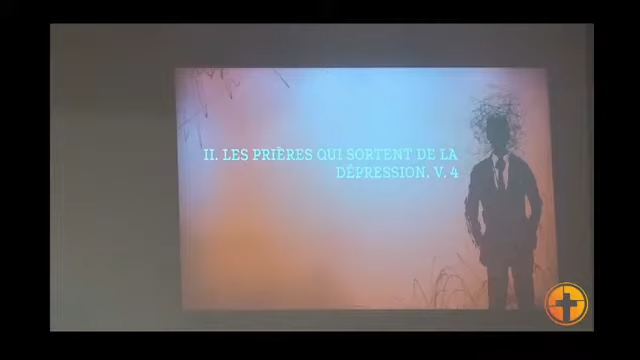 II. LES PRIÈRES QUI SORTENT DE LA
DÉPRESSION. V. 4